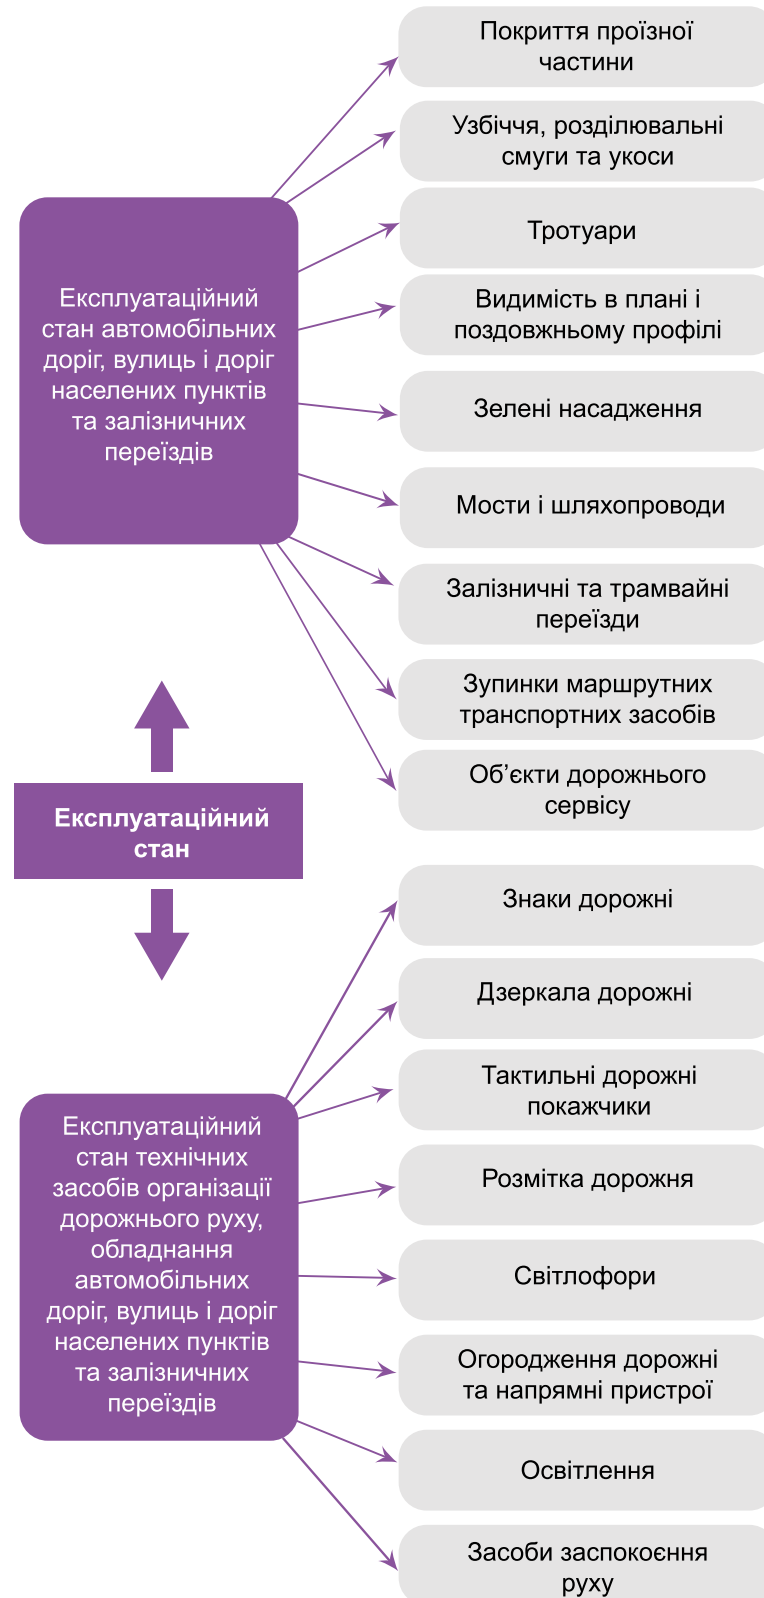 Експлуатаційний
стан
Експлуатаційний
стан автомобільних
доріг, вулиць і доріг
населених пунктів
та залізничних
переїздів
Покриття проїзної
частини
Узбіччя, розділювальні
смуги та укоси
Тротуари
Видимість в плані і
поздовжньому профілі
Зелені насадження
Мости і шляхопроводи
Залізничні та трамвайні
переїзди
Зупинки маршрутних
транспортних засобів
Об’єкти дорожнього
сервісу
Експлуатаційний
стан технічних
засобів організації
дорожнього руху,
обладнання
автомобільних
доріг, вулиць і доріг
населених пунктів
та залізничних
переїздів
Знаки дорожні
Дзеркала дорожні
Тактильні дорожні
покажчики
Розмітка дорожня
Світлофори
Огородження дорожні
та напрямні пристрої
Освітлення
Засоби заспокоєння
руху